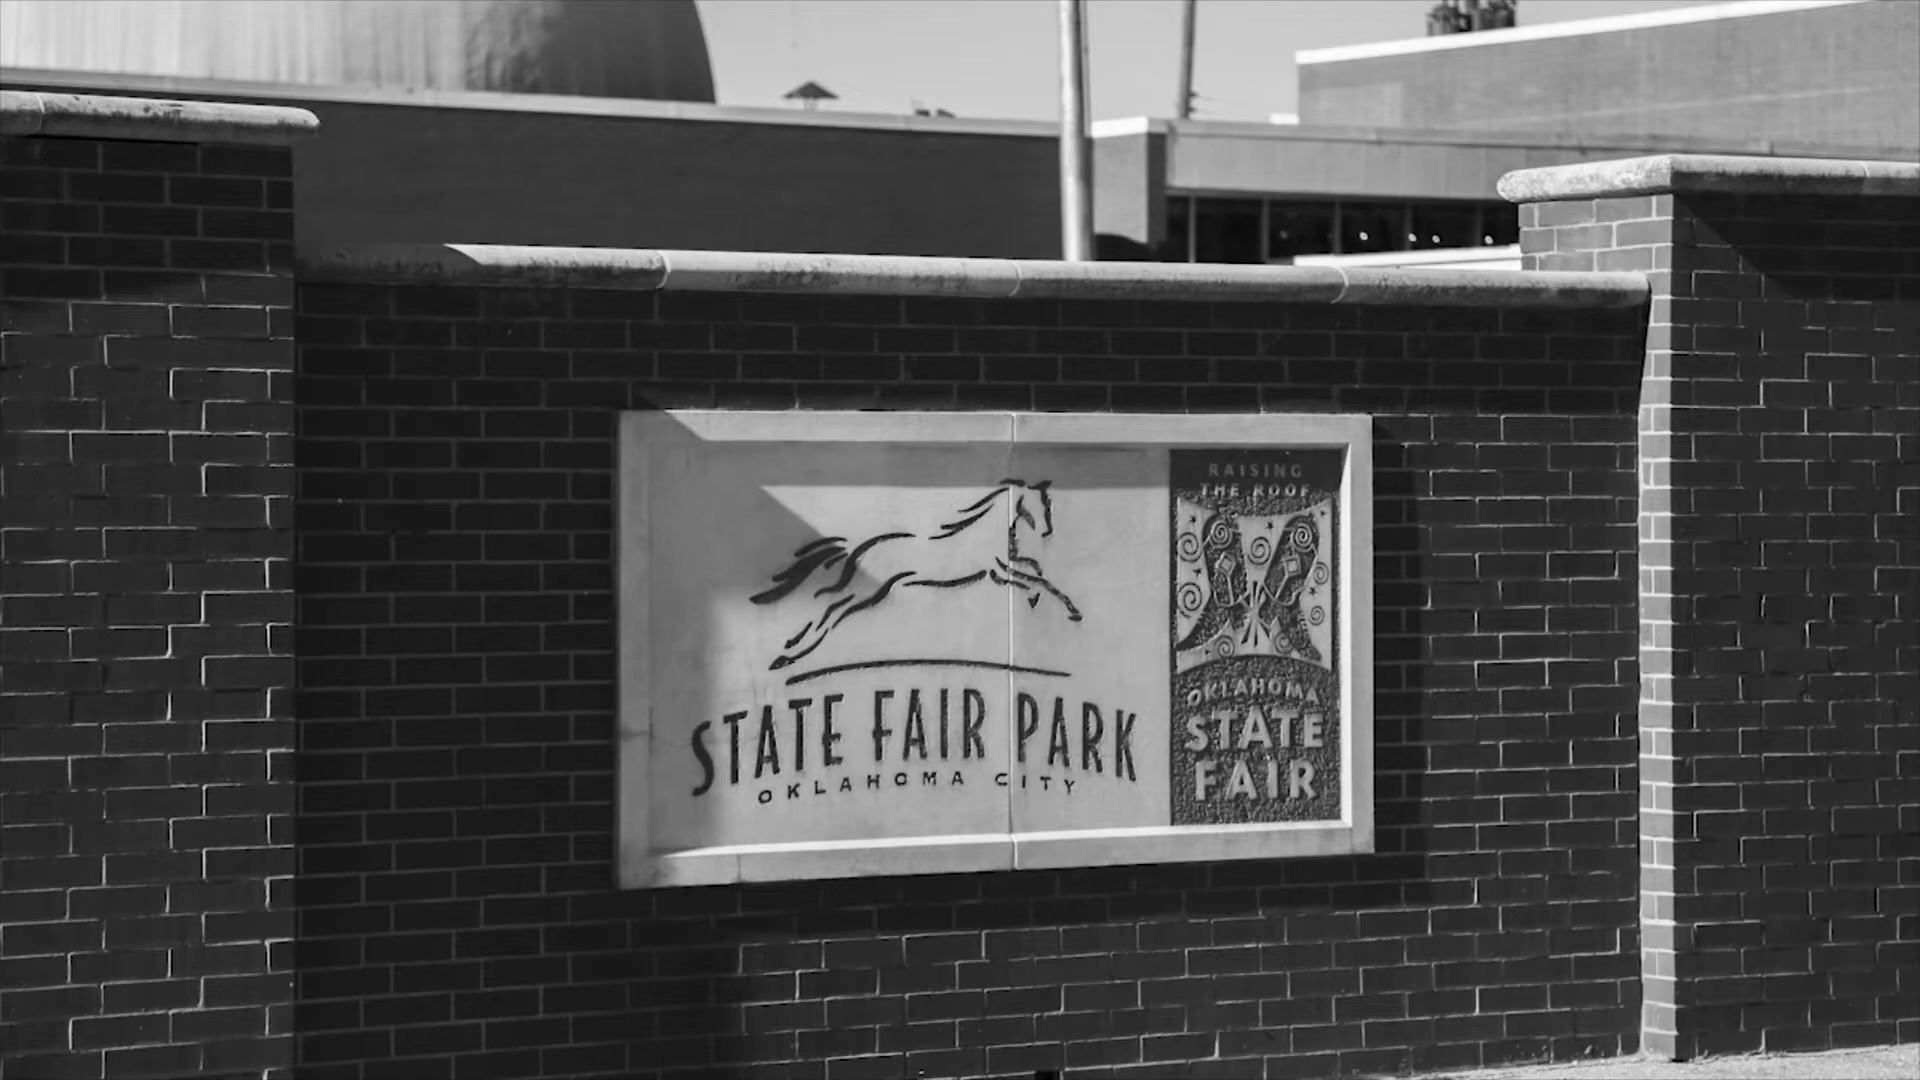 STATE FAIR PARK
OKLAHOMA CITY
RAISING
THE ROOF
OKLAHOMA
STATE
FAIR